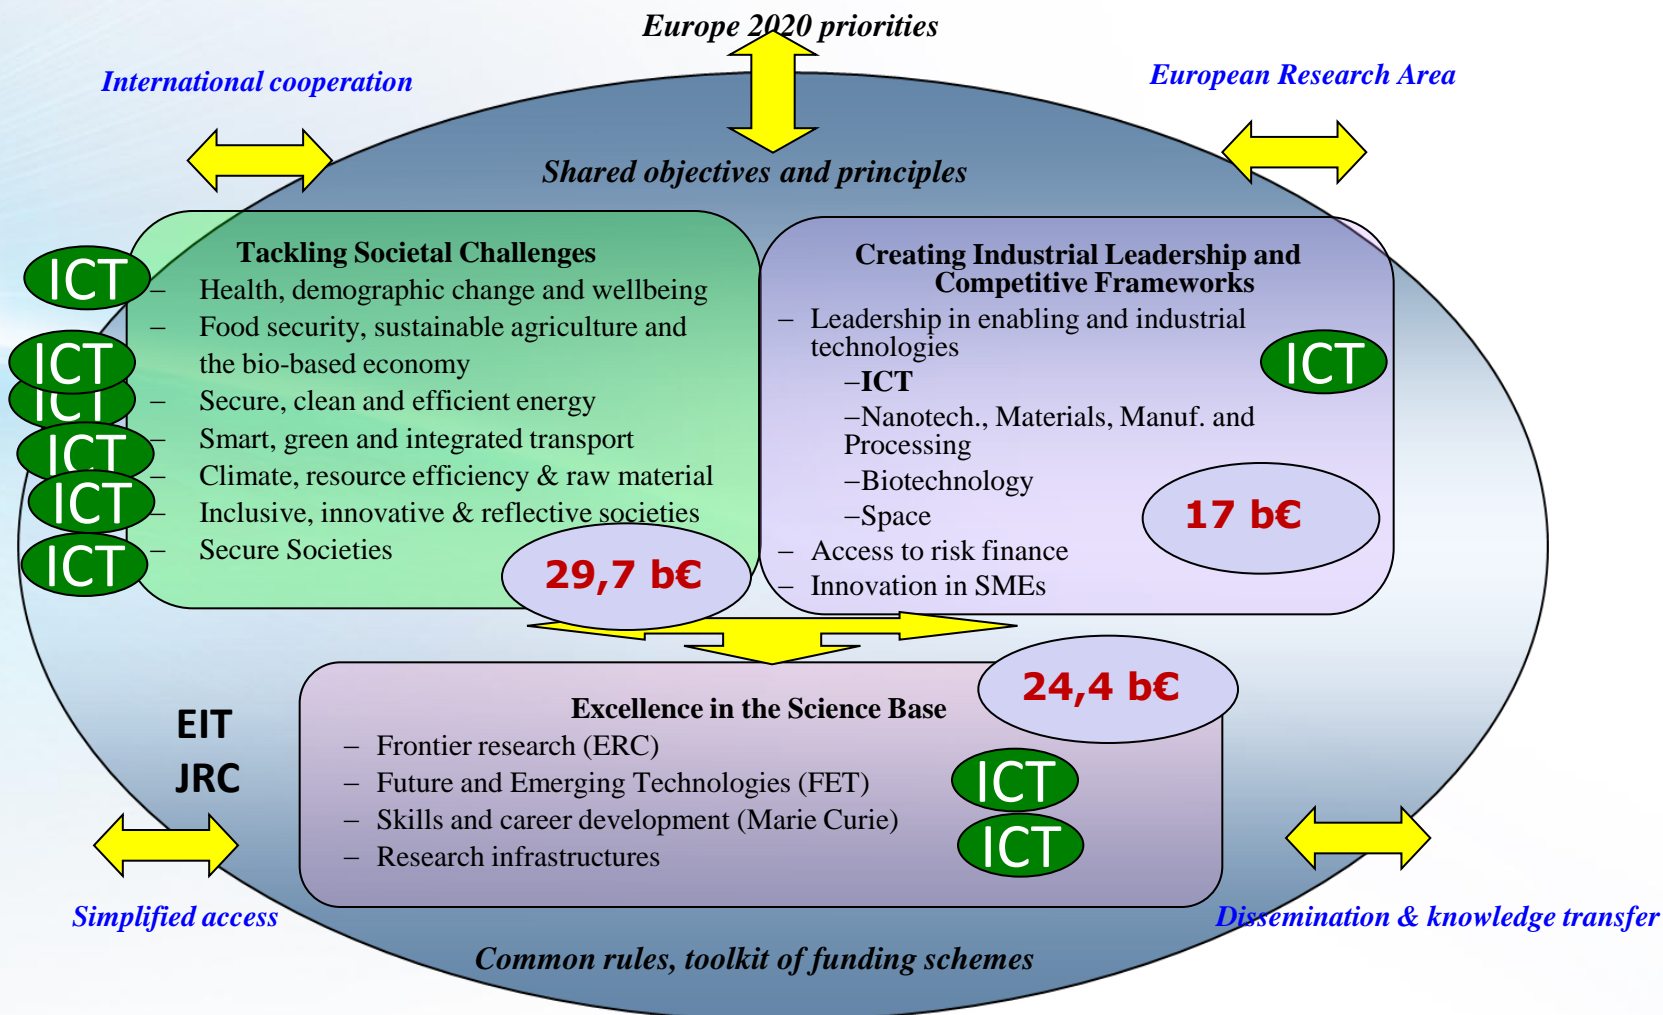 Europe 2020 priorities
International cooperation
European Research Area
Shared objectives and principles
Tackling Societal Challenges
– Health, demographic change and wellbeing
– Food security, sustainable agriculture and
the bio-based economy
– Secure, clean and efficient energy
– Smart, green and integrated transport
– Climate, resource efficiency & raw material
– Inclusive, innovative & reflective societies
– Secure Societies
ICT
ICT
ICT
ICT
ICT
ICT
29,7 b€
Creating Industrial Leadership and
Competitive Frameworks
– Leadership in enabling and industrial
technologies
–ICT
–Nanotech., Materials, Manuf. and
Processing
–Biotechnology
–Space
– Access to risk finance
– Innovation in SMEs
ICT
17 b€
24,4 b€
Excellence in the Science Base
– Frontier research (ERC)
– Future and Emerging Technologies (FET)
– Skills and career development (Marie Curie)
– Research infrastructures
ICT
ICT
EIT
JRC
Simplified access
Dissemination & knowledge transfer
Common rules, toolkit of funding schemes